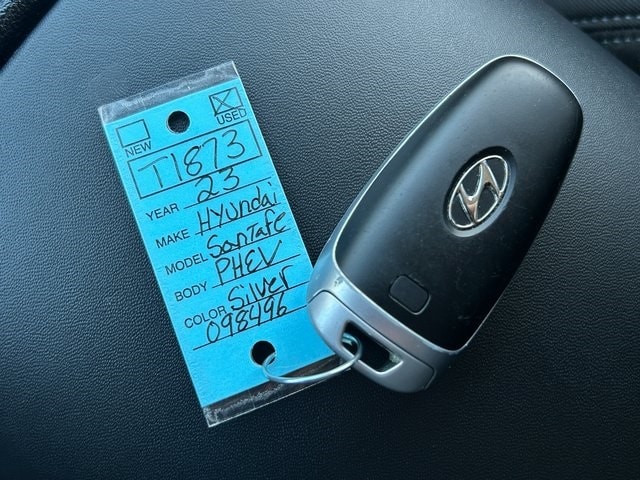 NEW USED
T1873
YEAR 23
MAKE Hyundai
MODEL SanTafe
BODY PHEV
COLOR Silver
098496